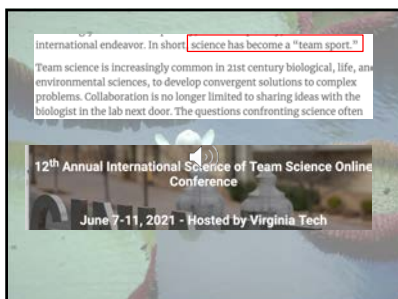 international endeavor. In short, science has become a “team sport.”
Team science is increasingly common in 21st century biological, life, and
environmental sciences, to develop convergent solutions to complex
problems. Collaboration is no longer limited to sharing ideas with the
biologist in the lab next door. The questions confronting science often
12th Annual International Science of Team Science Online
Conference
June 7-11, 2021 - Hosted by Virginia Tech